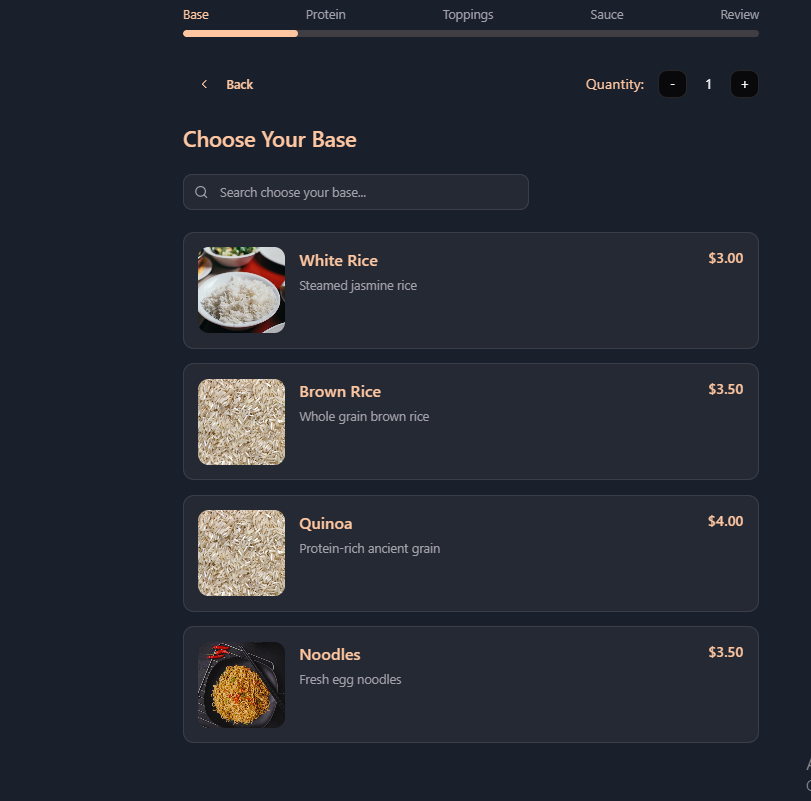 Base Protein Toppings Sauce Review
Back Quantity: - 1 +
Choose Your Base
Search choose your base...
White Rice $3.00
Steamed jasmine rice
Brown Rice $3.50
Whole grain brown rice
Quinoa $4.00
Protein-rich ancient grain
Noodles $3.50
Fresh egg noodles